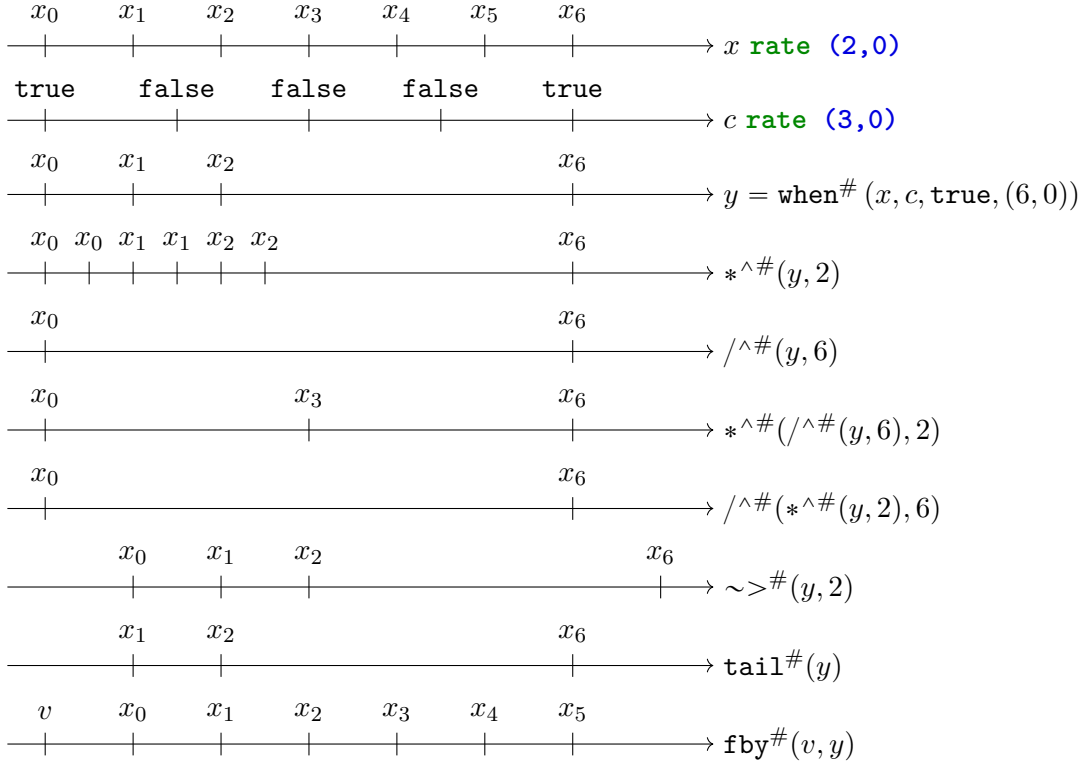 x₀ x₁ x₂ x₃ x₄ x₅ x₆
x rate (2,0)
true false false false true
c rate (3,0)
x₀ x₁ x₂ x₆
y = when# (x, c, true, (6, 0))
x₀ x₀ x₁ x₁ x₂ x₂ x₆
*^#(y, 2)
x₀ x₆
/^#(y, 6)
x₀ x₃ x₆
*^#(/^#(y, 6), 2)
x₀ x₆
/^#(*^#(y, 2), 6)
x₀ x₁ x₂ x₆
~>#(y, 2)
x₁ x₂ x₆
tail#(y)
v x₀ x₁ x₂ x₃ x₄ x₅
fby#(v, y)